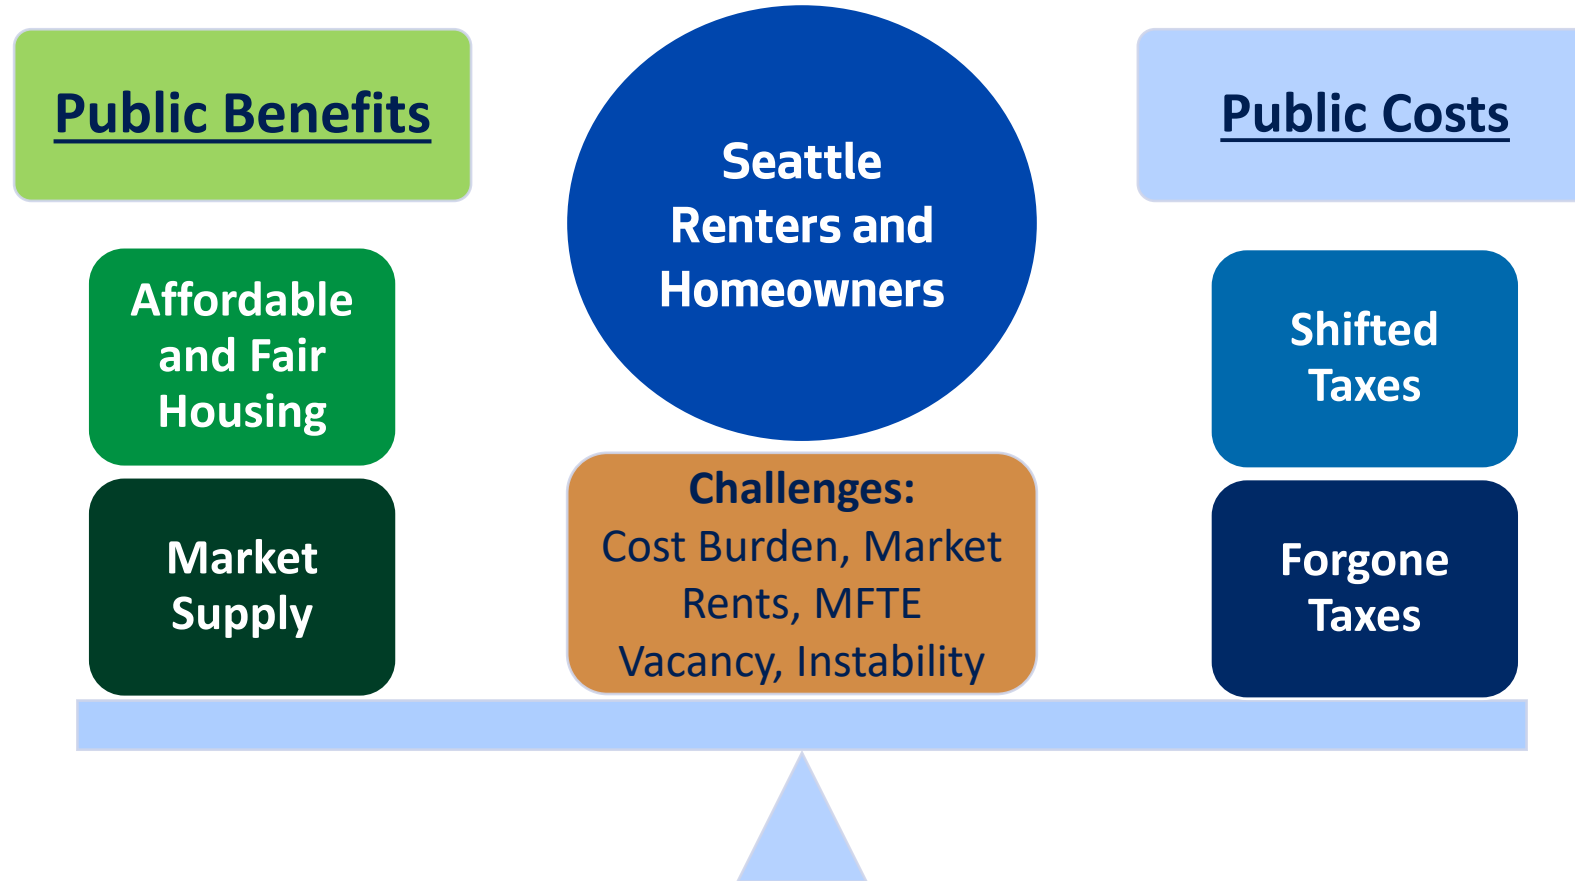 Public Benefits
Seattle
Renters and
Homeowners
Public Costs
Affordable
and Fair
Housing
Shifted
Taxes
Market
Supply
Challenges:
Cost Burden, Market
Rents, MFTE
Vacancy, Instability
Forgone
Taxes